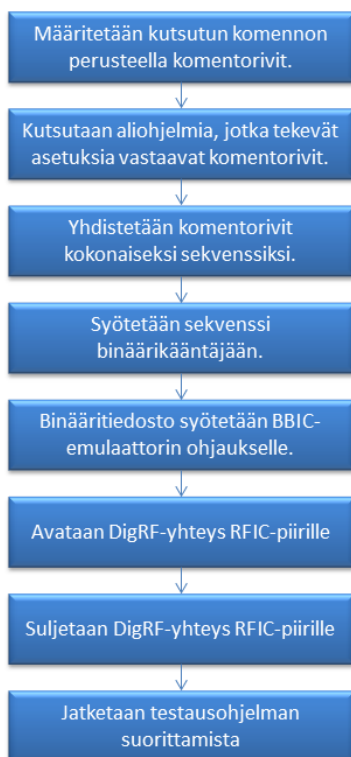 Määritetään kutsutun komennon
perusteella komentorivit.
Kutsutaan aliohjelmia, jotka tekevät
asetuksia vastaavat komentorivit.
Yhdistetään komentorivit
kokonaiseksi sekvenssiksi.
Syötetään sekvenssi
binäärikääntäjään.
Binääritiedosto syötetään BBIC-
emulaattorin ohjaukselle.
Avataan DigRF-yhteys RFIC-piirille
Suljetaan DigRF-yhteys RFIC-piirille
Jatketaan testausohjelman
suorittamista